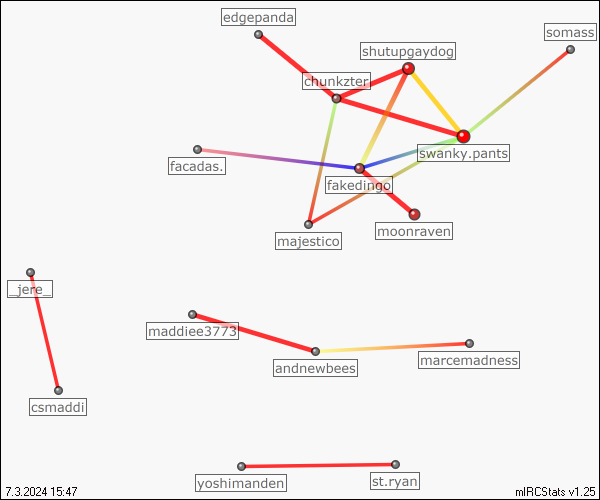 edgepanda
somass
shutupgaydog
chunkzter
swanky.pants
facadas.
fakedingo
majestico
moonraven
_jere_
maddiee3773
andnewbees
marcemadness
csmaddi
yoshimanden
st.ryan
7.3.2024 15:47
mIRCStats v1.25